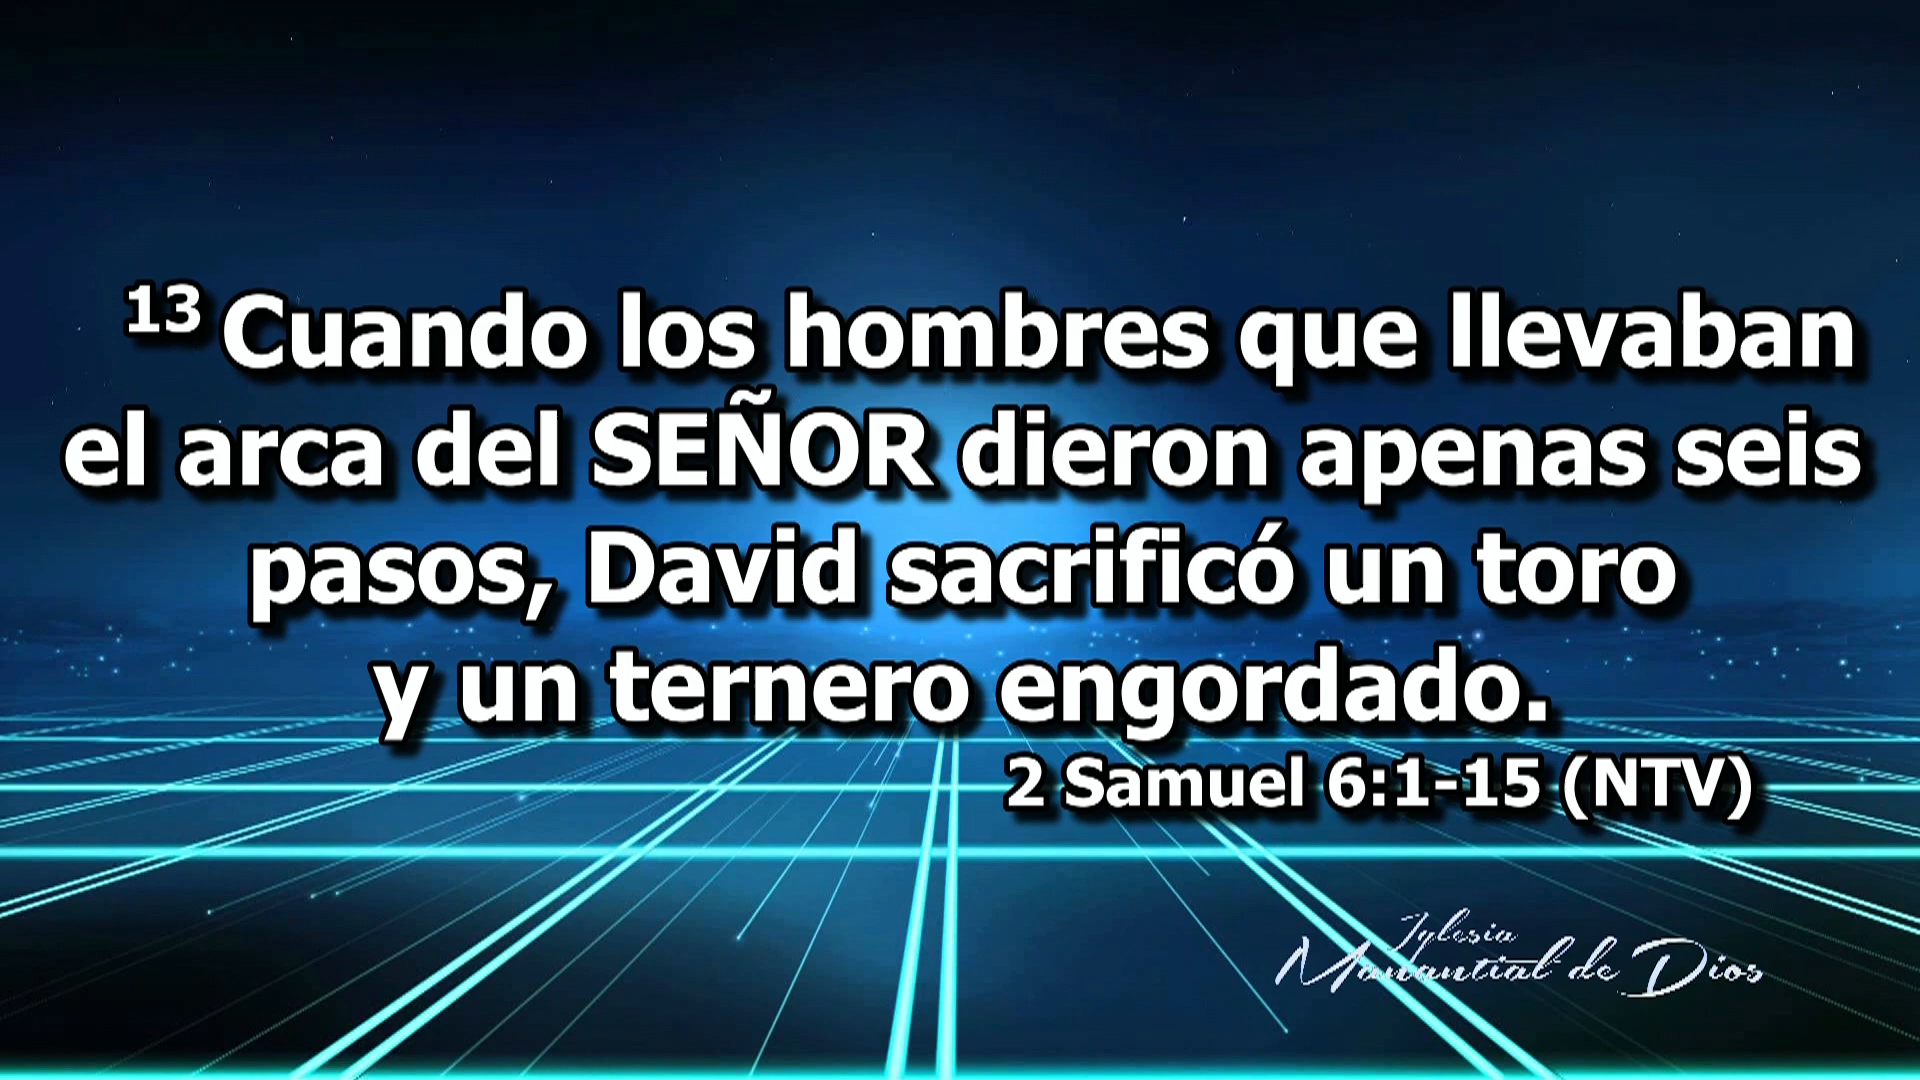 13 Cuando los hombres que llevaban
el arca del SEÑOR dieron apenas seis
pasos, David sacrificó un toro
y un ternero engordado.
2 Samuel 6:1-15 (NTV)
Iglesia
Manantial de Dios